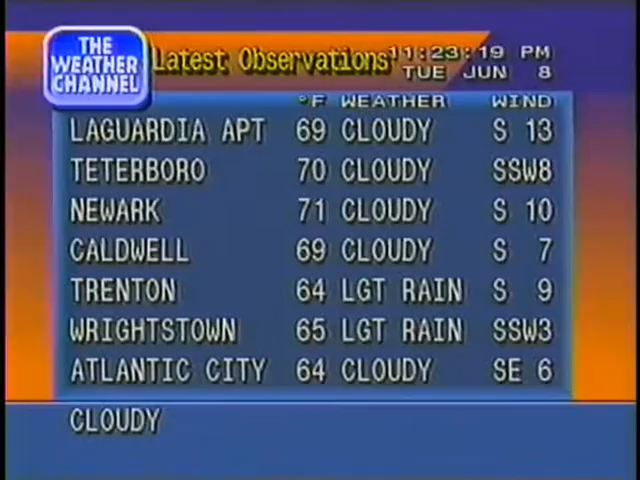 THE
WEATHER
CHANNEL
Latest Observations
11:23:19 PM
TUE JUN 8
°F WEATHER WIND
LAGUARDIA APT 69 CLOUDY S 13
TETERBORO 70 CLOUDY SSW8
NEWARK 71 CLOUDY S 10
CALDWELL 69 CLOUDY S 7
TRENTON 64 LGT RAIN S 9
WRIGHTSTOWN 65 LGT RAIN SSW3
ATLANTIC CITY 64 CLOUDY SE 6
CLOUDY